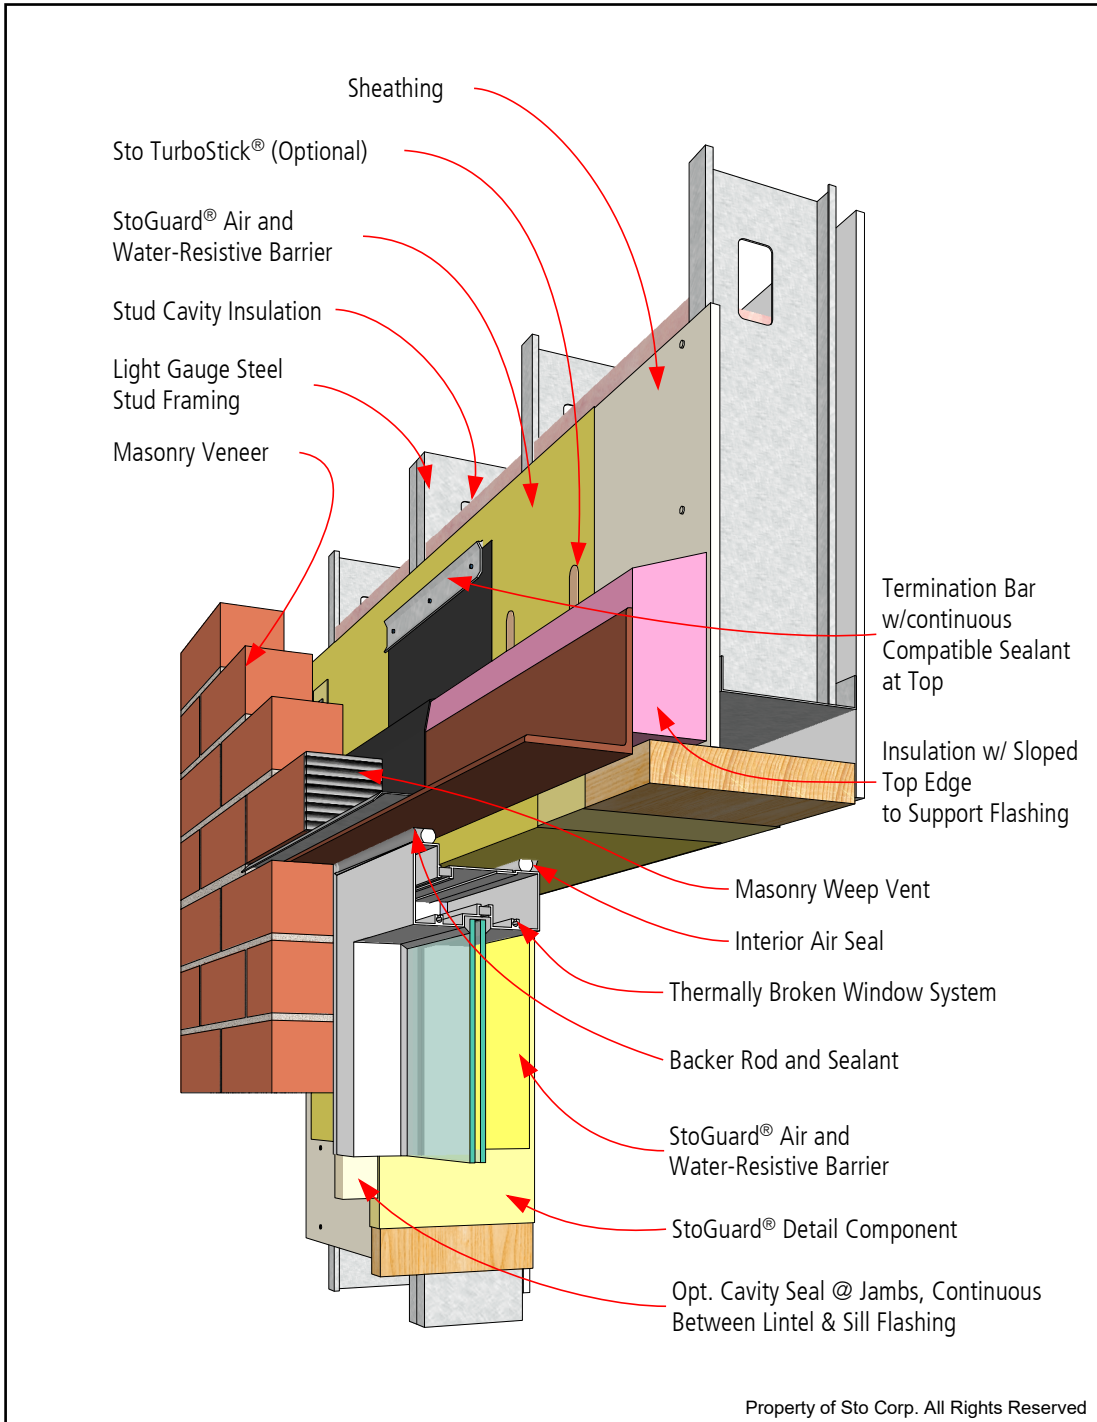 Sheathing
Sto TurboStick® (Optional)
StoGuard® Air and
Water-Resistive Barrier
Stud Cavity Insulation
Light Gauge Steel
Stud Framing
Masonry Veneer
Termination Bar
w/continuous
Compatible Sealant
at Top
Insulation w/ Sloped
Top Edge
to Support Flashing
Masonry Weep Vent
Interior Air Seal
Thermally Broken Window System
Backer Rod and Sealant
StoGuard® Air and
Water-Resistive Barrier
StoGuard® Detail Component
Opt. Cavity Seal @ Jambs, Continuous
Between Lintel & Sill Flashing
Property of Sto Corp. All Rights Reserved